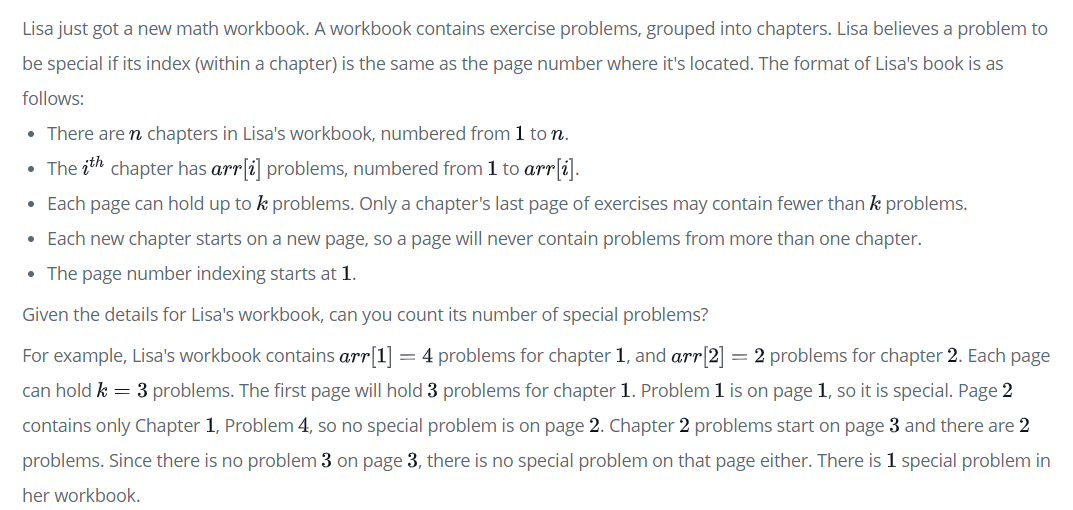 Lisa just got a new math workbook. A workbook contains exercise problems, grouped into chapters. Lisa believes a problem to
be special if its index (within a chapter) is the same as the page number where it's located. The format of Lisa's book is as
follows:
• There are n chapters in Lisa's workbook, numbered from 1 to n.
• The i^th chapter has arr[i] problems, numbered from 1 to arr[i].
• Each page can hold up to k problems. Only a chapter's last page of exercises may contain fewer than k problems.
• Each new chapter starts on a new page, so a page will never contain problems from more than one chapter.
• The page number indexing starts at 1.
Given the details for Lisa's workbook, can you count its number of special problems?
For example, Lisa's workbook contains arr[1] = 4 problems for chapter 1, and arr[2] = 2 problems for chapter 2. Each page
can hold k = 3 problems. The first page will hold 3 problems for chapter 1. Problem 1 is on page 1, so it is special. Page 2
contains only Chapter 1, Problem 4, so no special problem is on page 2. Chapter 2 problems start on page 3 and there are 2
problems. Since there is no problem 3 on page 3, there is no special problem on that page either. There is 1 special problem in
her workbook.